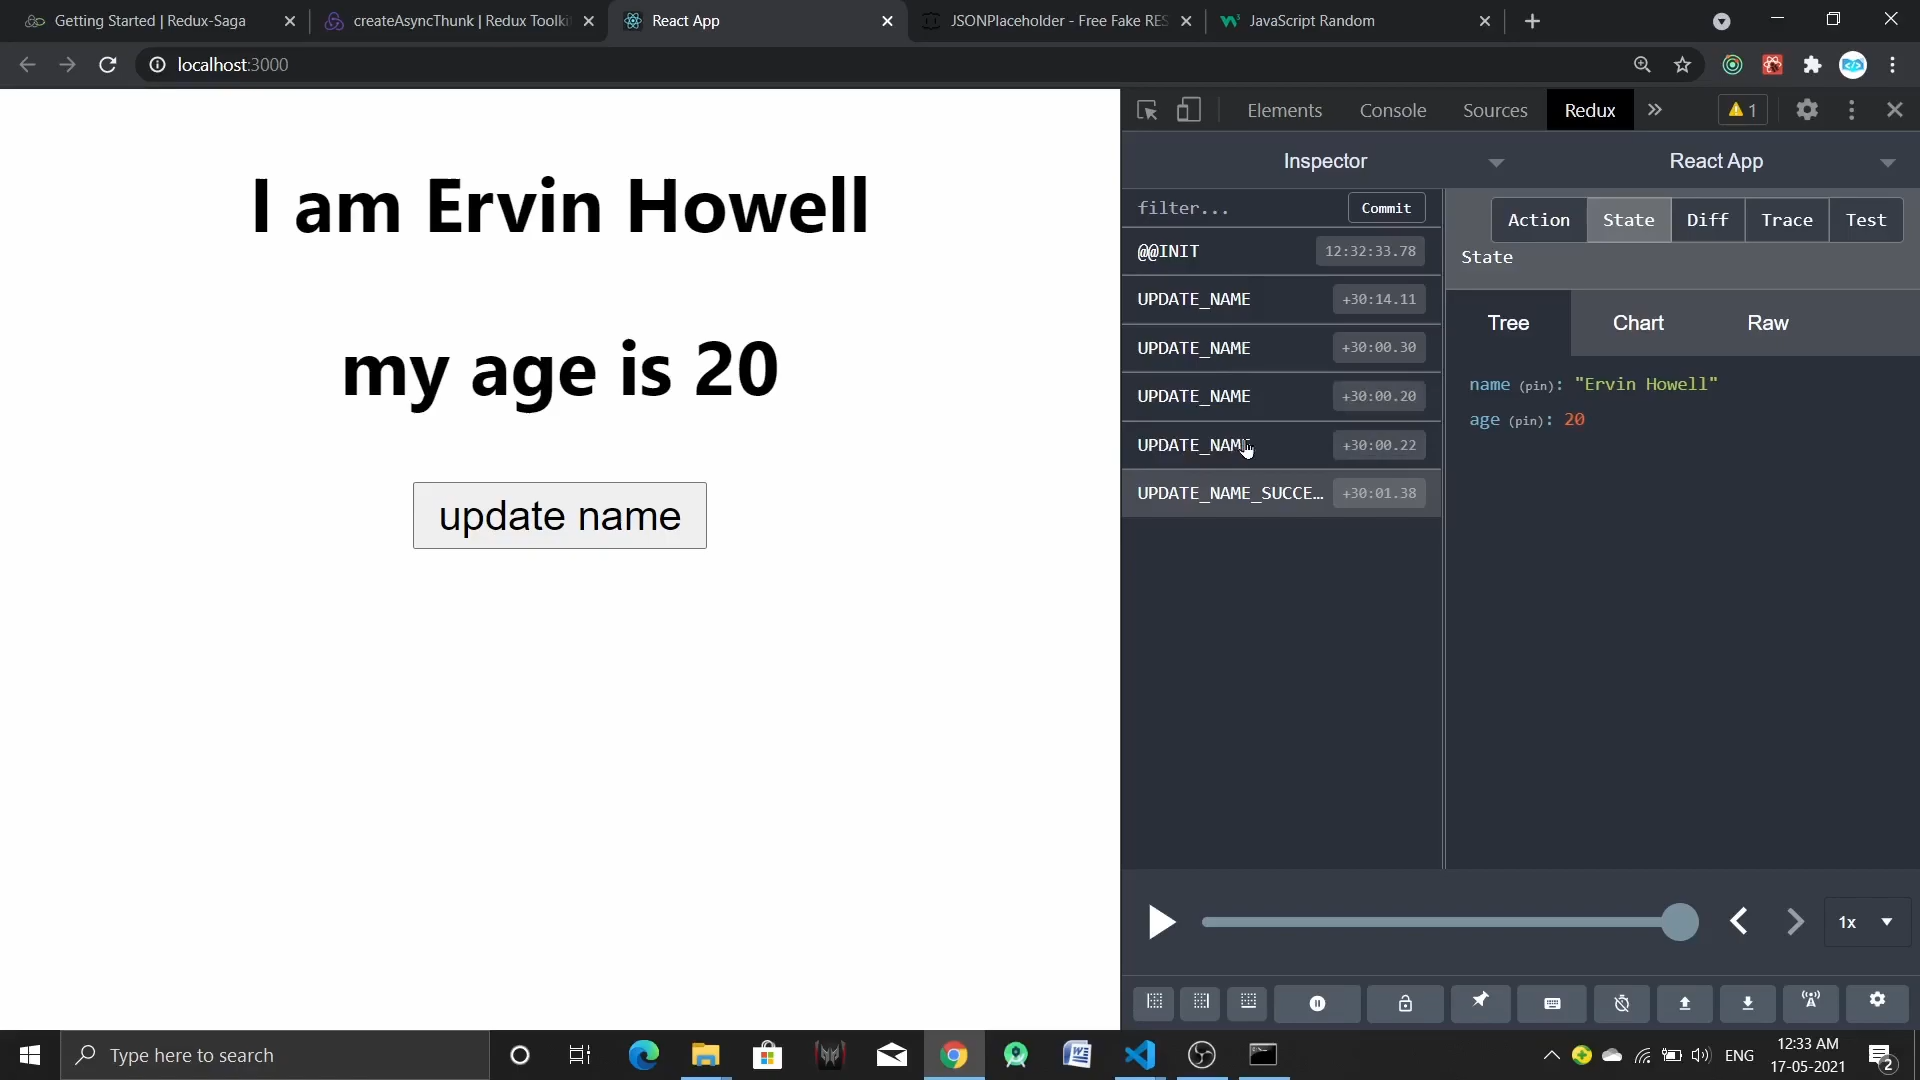 Getting Started | Redux-Saga
createAsyncThunk | Redux Toolki
React App
JSONPlaceholder - Free Fake RES
JavaScript Random
localhost:3000
I am Ervin Howell
my age is 20
update name
Elements
Console
Sources
Redux
1
Inspector
React App
filter...
Commit
@@INIT
12:32:33.78
UPDATE_NAME
+30:14.11
UPDATE_NAME
+30:00.30
UPDATE_NAME
+30:00.20
UPDATE_NAME
+30:00.22
UPDATE_NAME_SUCCE...
+30:01.38
Action
State
Diff
Trace
Test
State
Tree
Chart
Raw
name (pin): "Ervin Howell"
age (pin): 20
1x
Type here to search
ENG
12:33 AM
17-05-2021
2